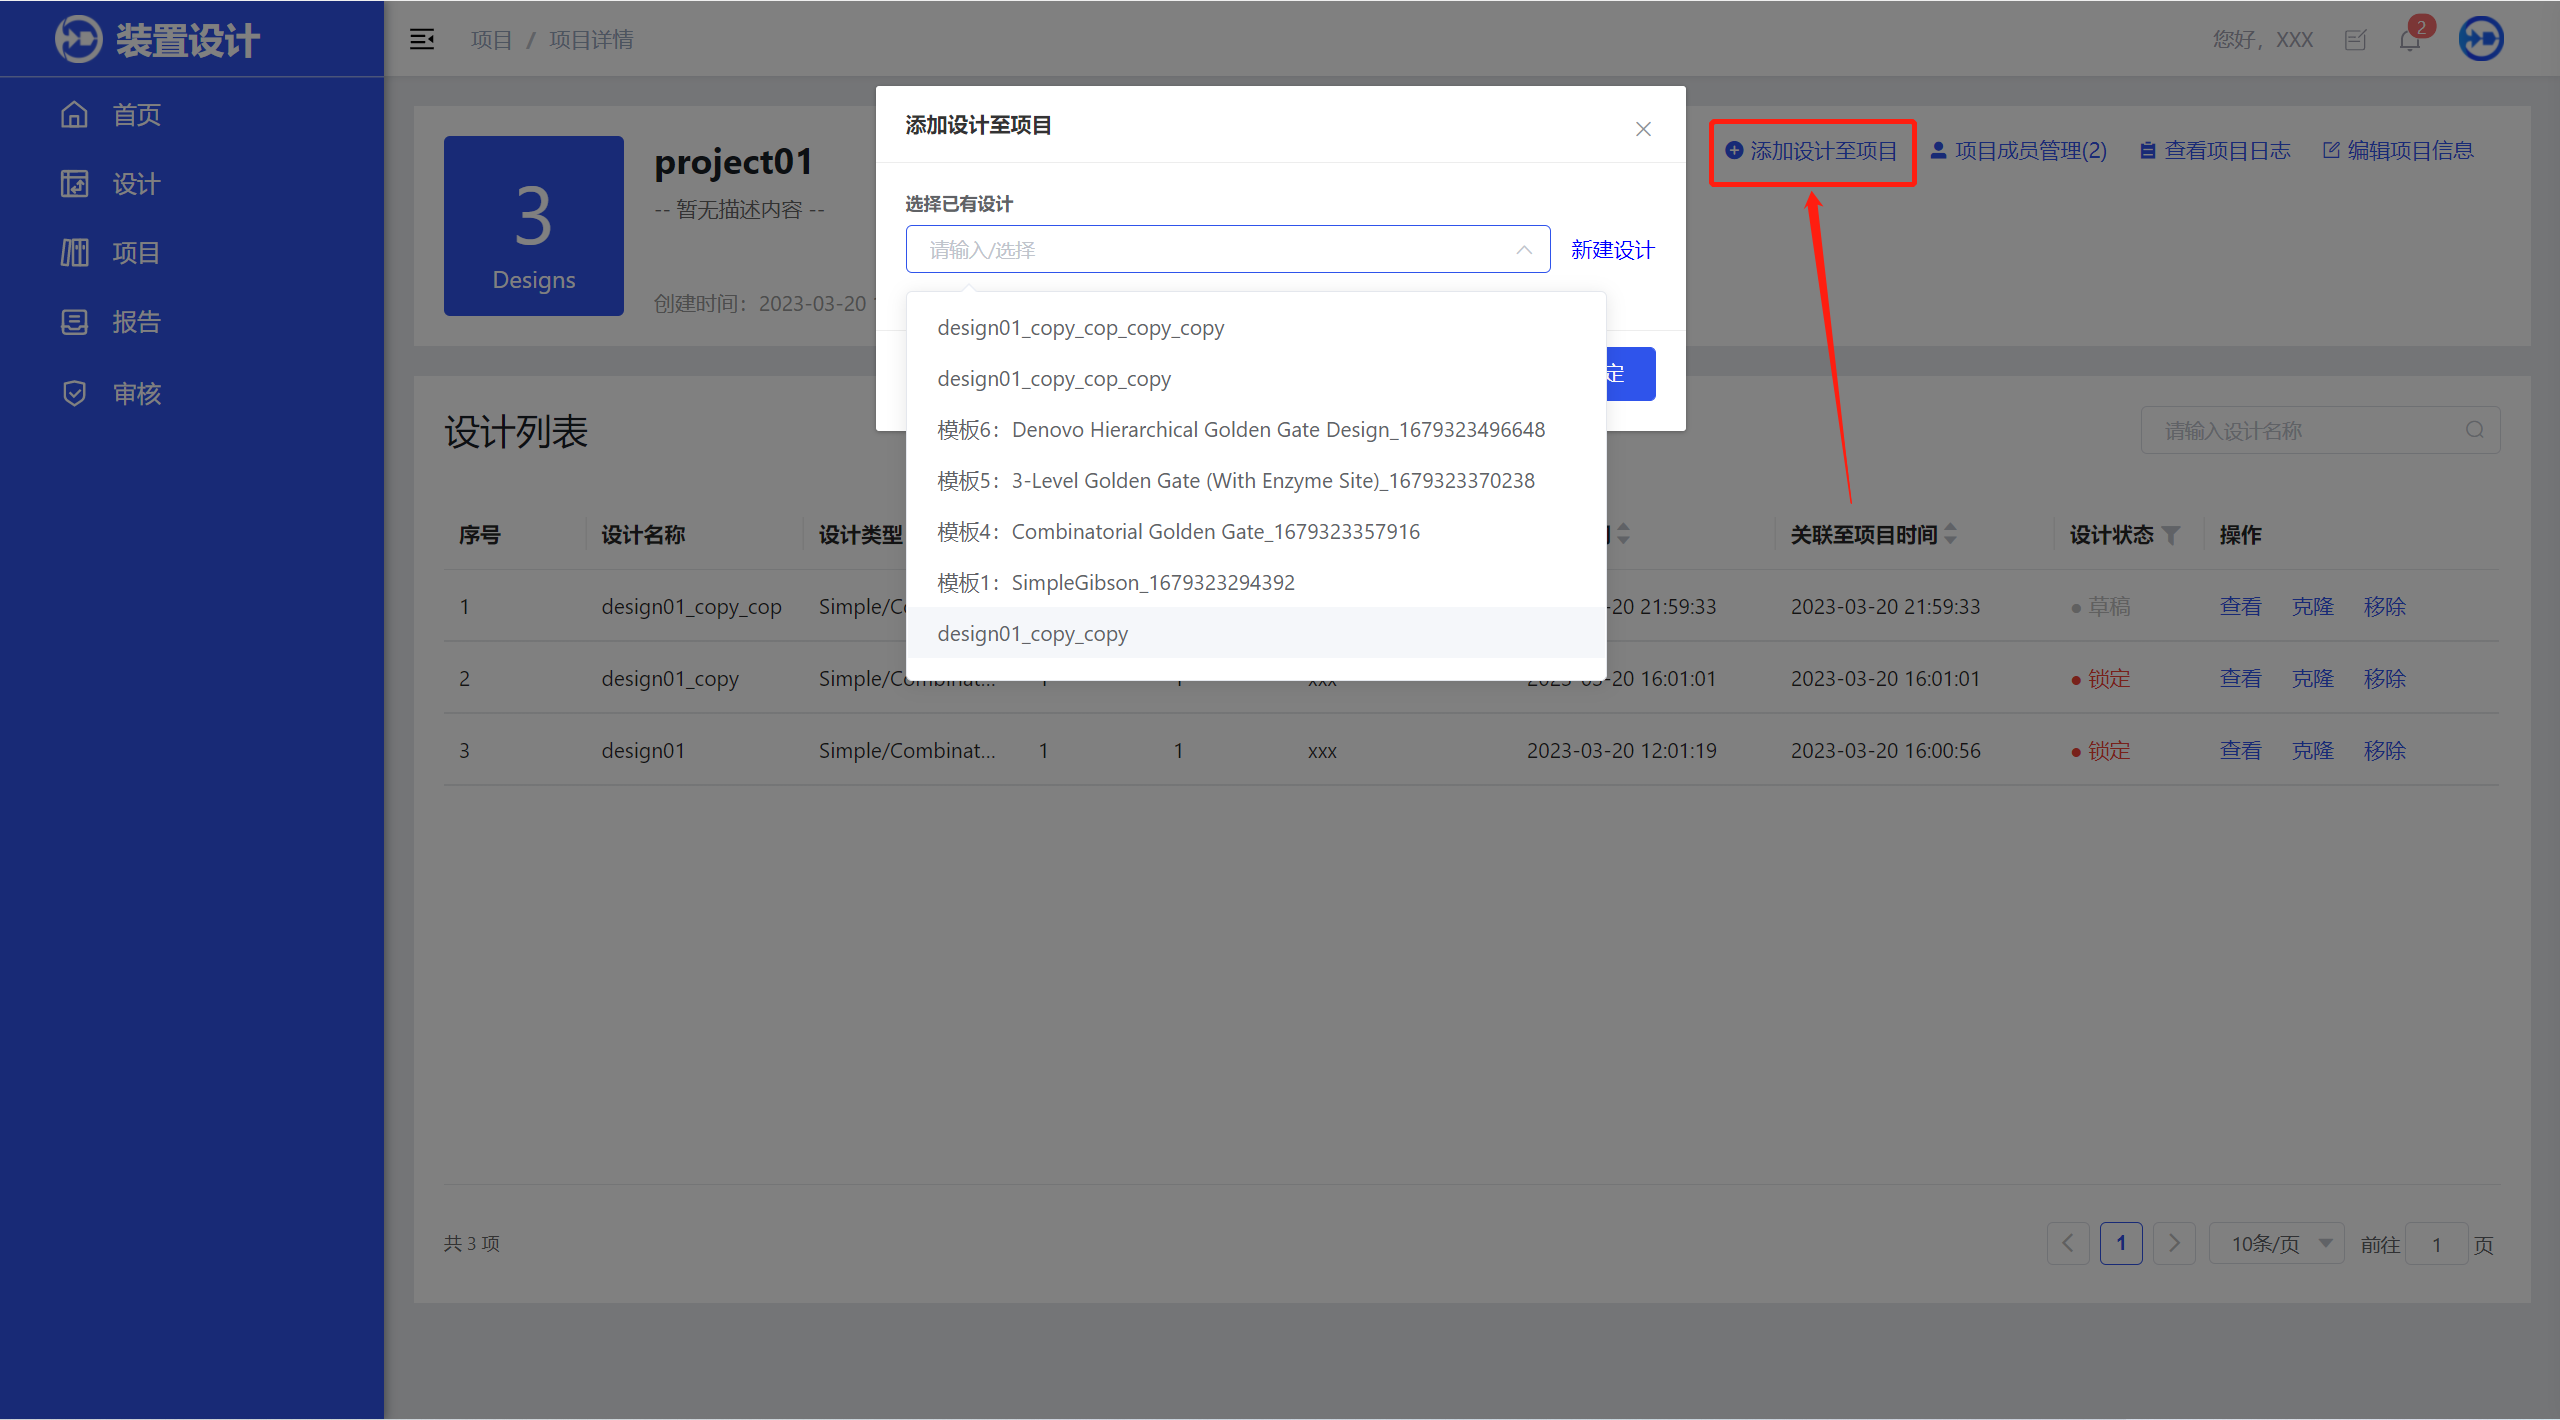 装置设计
项目 / 项目详情
您好，XXX
2
首页
设计
项目
报告
审核
3
Designs
project01
-- 暂无描述内容 --
创建时间：2023-03-20
添加设计至项目
项目成员管理(2)
查看项目日志
编辑项目信息
添加设计至项目
选择已有设计
请输入/选择
新建设计
design01_copy_cop_copy_copy
design01_copy_cop_copy
模板6：Denovo Hierarchical Golden Gate Design_1679323496648
模板5：3-Level Golden Gate (With Enzyme Site)_1679323370238
模板4：Combinatorial Golden Gate_1679323357916
模板1：SimpleGibson_1679323294392
design01_copy_copy
定
设计列表
请输入设计名称
序号 设计名称 设计类型 关联至项目时间 设计状态 操作
1 design01_copy_cop Simple/Co -20 21:59:33 2023-03-20 21:59:33 草稿 查看 克隆 移除
2 design01_copy Simple/Combinat... 1 1 xxx 2023-03-20 16:01:01 2023-03-20 16:01:01 锁定 查看 克隆 移除
3 design01 Simple/Combinat... 1 1 xxx 2023-03-20 12:01:19 2023-03-20 16:00:56 锁定 查看 克隆 移除
共 3 项
1
10条/页
前往 1 页